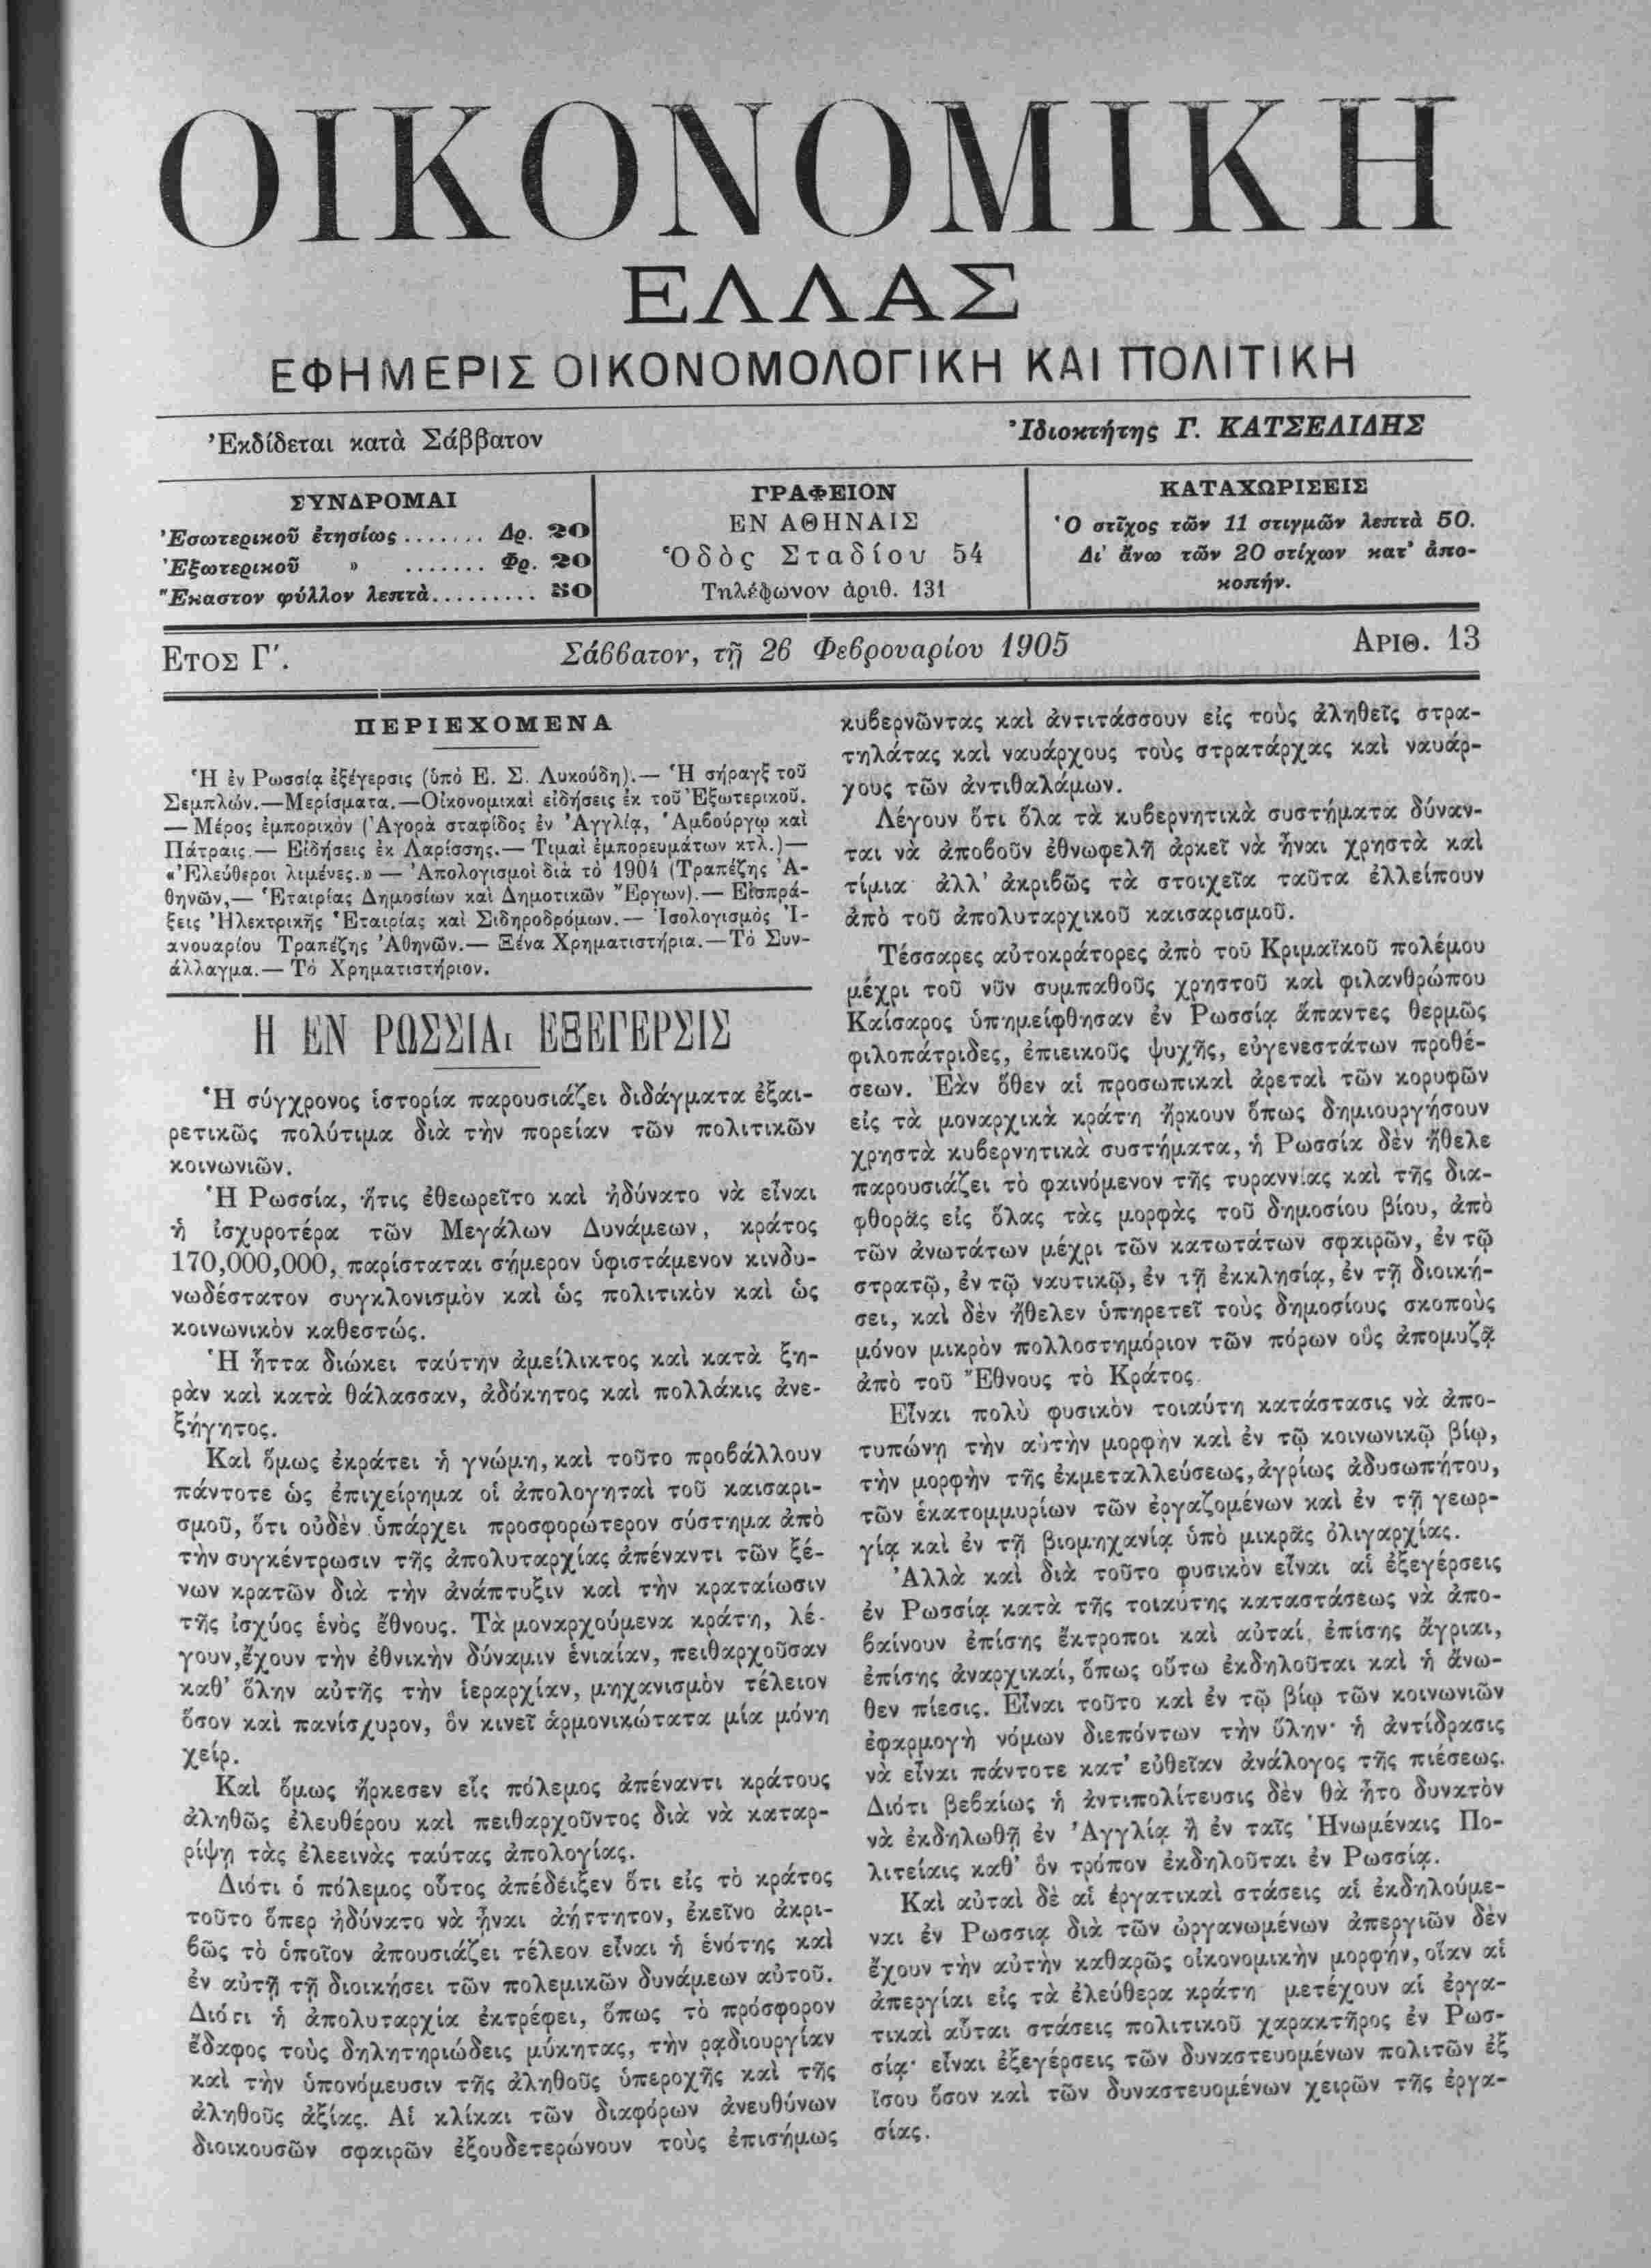 ΟΙΚΟΝΟΜΙΚΗ
ΕΛΛΑΣ
ΕΦΗΜΕΡΙΣ ΟΙΚΟΝΟΜΟΛΟΓΙΚΗ ΚΑΙ ΠΟΛΙΤΙΚΗ
Ἐκδίδεται κατὰ Σάββατον
Ἰδιοκτήτης Γ. ΚΑΤΣΕΛΙΔΗΣ
ΣΥΝΔΡΟΜΑΙ
Ἐσωτερικοῦ ἐτησίως ....... Δρ. 20
Ἐξωτερικοῦ » ....... Φρ. 20
Ἕκαστον φύλλον λεπτὰ......... 50
ΓΡΑΦΕΙΟΝ
ΕΝ ΑΘΗΝΑΙΣ
Ὁδὸς Σταδίου 54
Τηλέφωνον ἀριθ. 131
ΚΑΤΑΧΩΡΙΣΕΙΣ
Ὁ στῖχος τῶν 11 στιγμῶν λεπτὰ 50.
Δι' ἄνω τῶν 20 στίχων κατ' ἀπο-
κοπήν.
ΕΤΟΣ Γ'.
Σάββατον, τῇ 26 Φεβρουαρίου 1905
ΑΡΙΘ. 13
ΠΕΡΙΕΧΟΜΕΝΑ
Ἡ ἐν Ρωσσίᾳ ἐξέγερσις (ὑπὸ Ε. Σ. Λυκούδη).— Ἡ σήραγξ τοῦ
Σεμπλών.—Μερίσματα.—Οἰκονομικαὶ εἰδήσεις ἐκ τοῦ Ἐξωτερικοῦ.
— Μέρος ἐμπορικὸν (Ἀγορὰ σταφίδος ἐν Ἀγγλίᾳ, Ἀμβούργῳ καὶ
Πάτραις.— Εἰδήσεις ἐκ Λαρίσσης.— Τιμαὶ ἐμπορευμάτων κτλ.)—
«Ἐλεύθεροι λιμένες.» — Ἀπολογισμοὶ διὰ τὸ 1904 (Τραπέζης Ἀ-
θηνῶν,— Ἑταιρίας Δημοσίων καὶ Δημοτικῶν Ἔργων).— Εἰσπρά-
ξεις Ἠλεκτρικῆς Ἑταιρίας καὶ Σιδηροδρόμων.— Ἰσολογισμὸς Ἰ-
ανουαρίου Τραπέζης Ἀθηνῶν.— Ξένα Χρηματιστήρια.—Τὸ Συν-
άλλαγμα.— Τὸ Χρηματιστήριον.
Η ΕΝ ΡΩΣΣΙΑι ΕΞΕΓΕΡΣΙΣ
Ἡ σύγχρονος ἱστορία παρουσιάζει διδάγματα ἐξαι-
ρετικῶς πολύτιμα διὰ τὴν πορείαν τῶν πολιτικῶν
κοινωνιῶν.
Ἡ Ρωσσία, ἥτις ἐθεωρεῖτο καὶ ἠδύνατο νὰ εἶναι
ἡ ἰσχυροτέρα τῶν Μεγάλων Δυνάμεων, κράτος
170,000,000, παρίσταται σήμερον ὑφιστάμενον κινδυ-
νωδέστατον συγκλονισμὸν καὶ ὡς πολιτικὸν καὶ ὡς
κοινωνικὸν καθεστώς.
Ἡ ἧττα διώκει ταύτην ἀμείλικτος καὶ κατὰ ξη-
ρὰν καὶ κατὰ θάλασσαν, ἀδόκητος καὶ πολλάκις ἀνε-
ξήγητος.
Καὶ ὅμως ἐκράτει ἡ γνώμη, καὶ τοῦτο προβάλλουν
πάντοτε ὡς ἐπιχείρημα οἱ ἀπολογηταὶ τοῦ καισαρι-
σμοῦ, ὅτι οὐδὲν ὑπάρχει προσφορώτερον σύστημα ἀπὸ
τὴν συγκέντρωσιν τῆς ἀπολυταρχίας ἀπέναντι τῶν ξέ-
νων κρατῶν διὰ τὴν ἀνάπτυξιν καὶ τὴν κραταίωσιν
τῆς ἰσχύος ἑνὸς ἔθνους. Τὰ μοναρχούμενα κράτη, λέ-
γουν, ἔχουν τὴν ἐθνικὴν δύναμιν ἑνιαίαν, πειθαρχοῦσαν
καθ' ὅλην αὐτῆς τὴν ἱεραρχίαν, μηχανισμὸν τέλειον
ὅσον καὶ πανίσχυρον, ὃν κινεῖ ἁρμονικώτατα μία μόνη
χείρ.
Καὶ ὅμως ἤρκεσεν εἷς πόλεμος ἀπέναντι κράτους
ἀληθῶς ἐλευθέρου καὶ πειθαρχοῦντος διὰ νὰ καταρ-
ρίψῃ τὰς ἐλεεινὰς ταύτας ἀπολογίας.
Διότι ὁ πόλεμος οὗτος ἀπέδειξεν ὅτι εἰς τὸ κράτος
τοῦτο ὅπερ ἠδύνατο νὰ ἦναι ἀήττητον, ἐκεῖνο ἀκρι-
βῶς τὸ ὁποῖον ἀπουσιάζει τέλεον εἶναι ἡ ἑνότης καὶ
ἐν αὐτῇ τῇ διοικήσει τῶν πολεμικῶν δυνάμεων αὐτοῦ.
Διότι ἡ ἀπολυταρχία ἐκτρέφει, ὅπως τὸ πρόσφορον
ἔδαφος τοὺς δηλητηριώδεις μύκητας, τὴν ραδιουργίαν
καὶ τὴν ὑπονόμευσιν τῆς ἀληθοῦς ὑπεροχῆς καὶ τῆς
ἀληθοῦς ἀξίας. Αἱ κλίκαι τῶν διαφόρων ἀνευθύνων
διοικουσῶν σφαιρῶν ἐξουδετερώνουν τοὺς ἐπισήμως
κυβερνῶντας καὶ ἀντιτάσσουν εἰς τοὺς ἀληθεῖς στρα-
τηλάτας καὶ ναυάρχους τοὺς στρατάρχας καὶ ναυάρ-
χους τῶν ἀντιθαλάμων.
Λέγουν ὅτι ὅλα τὰ κυβερνητικὰ συστήματα δύναν-
ται νὰ ἀποβοῦν ἐθνωφελῆ ἀρκεῖ νὰ ἦναι χρηστὰ καὶ
τίμια· ἀλλ' ἀκριβῶς τὰ στοιχεῖα ταῦτα ἐλλείπουν
ἀπὸ τοῦ ἀπολυταρχικοῦ καισαρισμοῦ.
Τέσσαρες αὐτοκράτορες ἀπὸ τοῦ Κριμαϊκοῦ πολέμου
μέχρι τοῦ νῦν συμπαθοῦς χρηστοῦ καὶ φιλανθρώπου
Καίσαρος ὑπημείφθησαν ἐν Ρωσσίᾳ ἅπαντες θερμῶς
φιλοπάτριδες, ἐπιεικοῦς ψυχῆς, εὐγενεστάτων προθέ-
σεων. Ἐὰν ὅθεν αἱ προσωπικαὶ ἀρεταὶ τῶν κορυφῶν
εἰς τὰ μοναρχικὰ κράτη ἤρκουν ὅπως δημιουργήσουν
χρηστὰ κυβερνητικὰ συστήματα, ἡ Ρωσσία δὲν ἤθελε
παρουσιάζει τὸ φαινόμενον τῆς τυραννίας καὶ τῆς δια-
φθορᾶς εἰς ὅλας τὰς μορφὰς τοῦ δημοσίου βίου, ἀπὸ
τῶν ἀνωτάτων μέχρι τῶν κατωτάτων σφαιρῶν, ἐν τῷ
στρατῷ, ἐν τῷ ναυτικῷ, ἐν τῇ ἐκκλησίᾳ, ἐν τῇ διοική-
σει, καὶ δὲν ἤθελεν ὑπηρετεῖ τοὺς δημοσίους σκοποὺς
μόνον μικρὸν πολλοστημόριον τῶν πόρων οὓς ἀπομυζᾷ
ἀπὸ τοῦ Ἔθνους τὸ Κράτος.
Εἶναι πολὺ φυσικὸν τοιαύτη κατάστασις νὰ ἀπο-
τυπώνῃ τὴν αὐτὴν μορφὴν καὶ ἐν τῷ κοινωνικῷ βίῳ,
τὴν μορφὴν τῆς ἐκμεταλλεύσεως, ἀγρίως ἀδυσωπήτου,
τῶν ἑκατομμυρίων τῶν ἐργαζομένων καὶ ἐν τῇ γεωρ-
γίᾳ καὶ ἐν τῇ βιομηχανίᾳ ὑπὸ μικρᾶς ὀλιγαρχίας.
Ἀλλὰ καὶ διὰ τοῦτο φυσικὸν εἶναι αἱ ἐξεγέρσεις
ἐν Ρωσσίᾳ κατὰ τῆς τοιαύτης καταστάσεως νὰ ἀπο-
βαίνουν ἐπίσης ἔκτροποι καὶ αὐταί, ἐπίσης ἄγριαι,
ἐπίσης ἀναρχικαί, ὅπως οὕτω ἐκδηλοῦται καὶ ἡ ἄνω-
θεν πίεσις. Εἶναι τοῦτο καὶ ἐν τῷ βίῳ τῶν κοινωνιῶν
ἐφαρμογὴ νόμων διεπόντων τὴν ὕλην· ἡ ἀντίδρασις
νὰ εἶναι πάντοτε κατ' εὐθεῖαν ἀνάλογος τῆς πιέσεως.
Διότι βεβαίως ἡ ἀντιπολίτευσις δὲν θὰ ἦτο δυνατὸν
νὰ ἐκδηλωθῇ ἐν Ἀγγλίᾳ ἢ ἐν ταῖς Ἡνωμέναις Πο-
λιτείαις καθ' ὃν τρόπον ἐκδηλοῦται ἐν Ρωσσίᾳ.
Καὶ αὐταὶ δὲ αἱ ἐργατικαὶ στάσεις αἱ ἐκδηλούμε-
ναι ἐν Ρωσσίᾳ διὰ τῶν ὠργανωμένων ἀπεργιῶν δὲν
ἔχουν τὴν αὐτὴν καθαρῶς οἰκονομικὴν μορφήν, οἵαν αἱ
ἀπεργίαι εἰς τὰ ἐλεύθερα κράτη· μετέχουν αἱ ἐργα-
τικαὶ αὗται στάσεις πολιτικοῦ χαρακτῆρος ἐν Ρωσ-
σίᾳ· εἶναι ἐξεγέρσεις τῶν δυναστευομένων πολιτῶν ἐξ
ἴσου ὅσον καὶ τῶν δυναστευομένων χειρῶν τῆς ἐργα-
σίας.